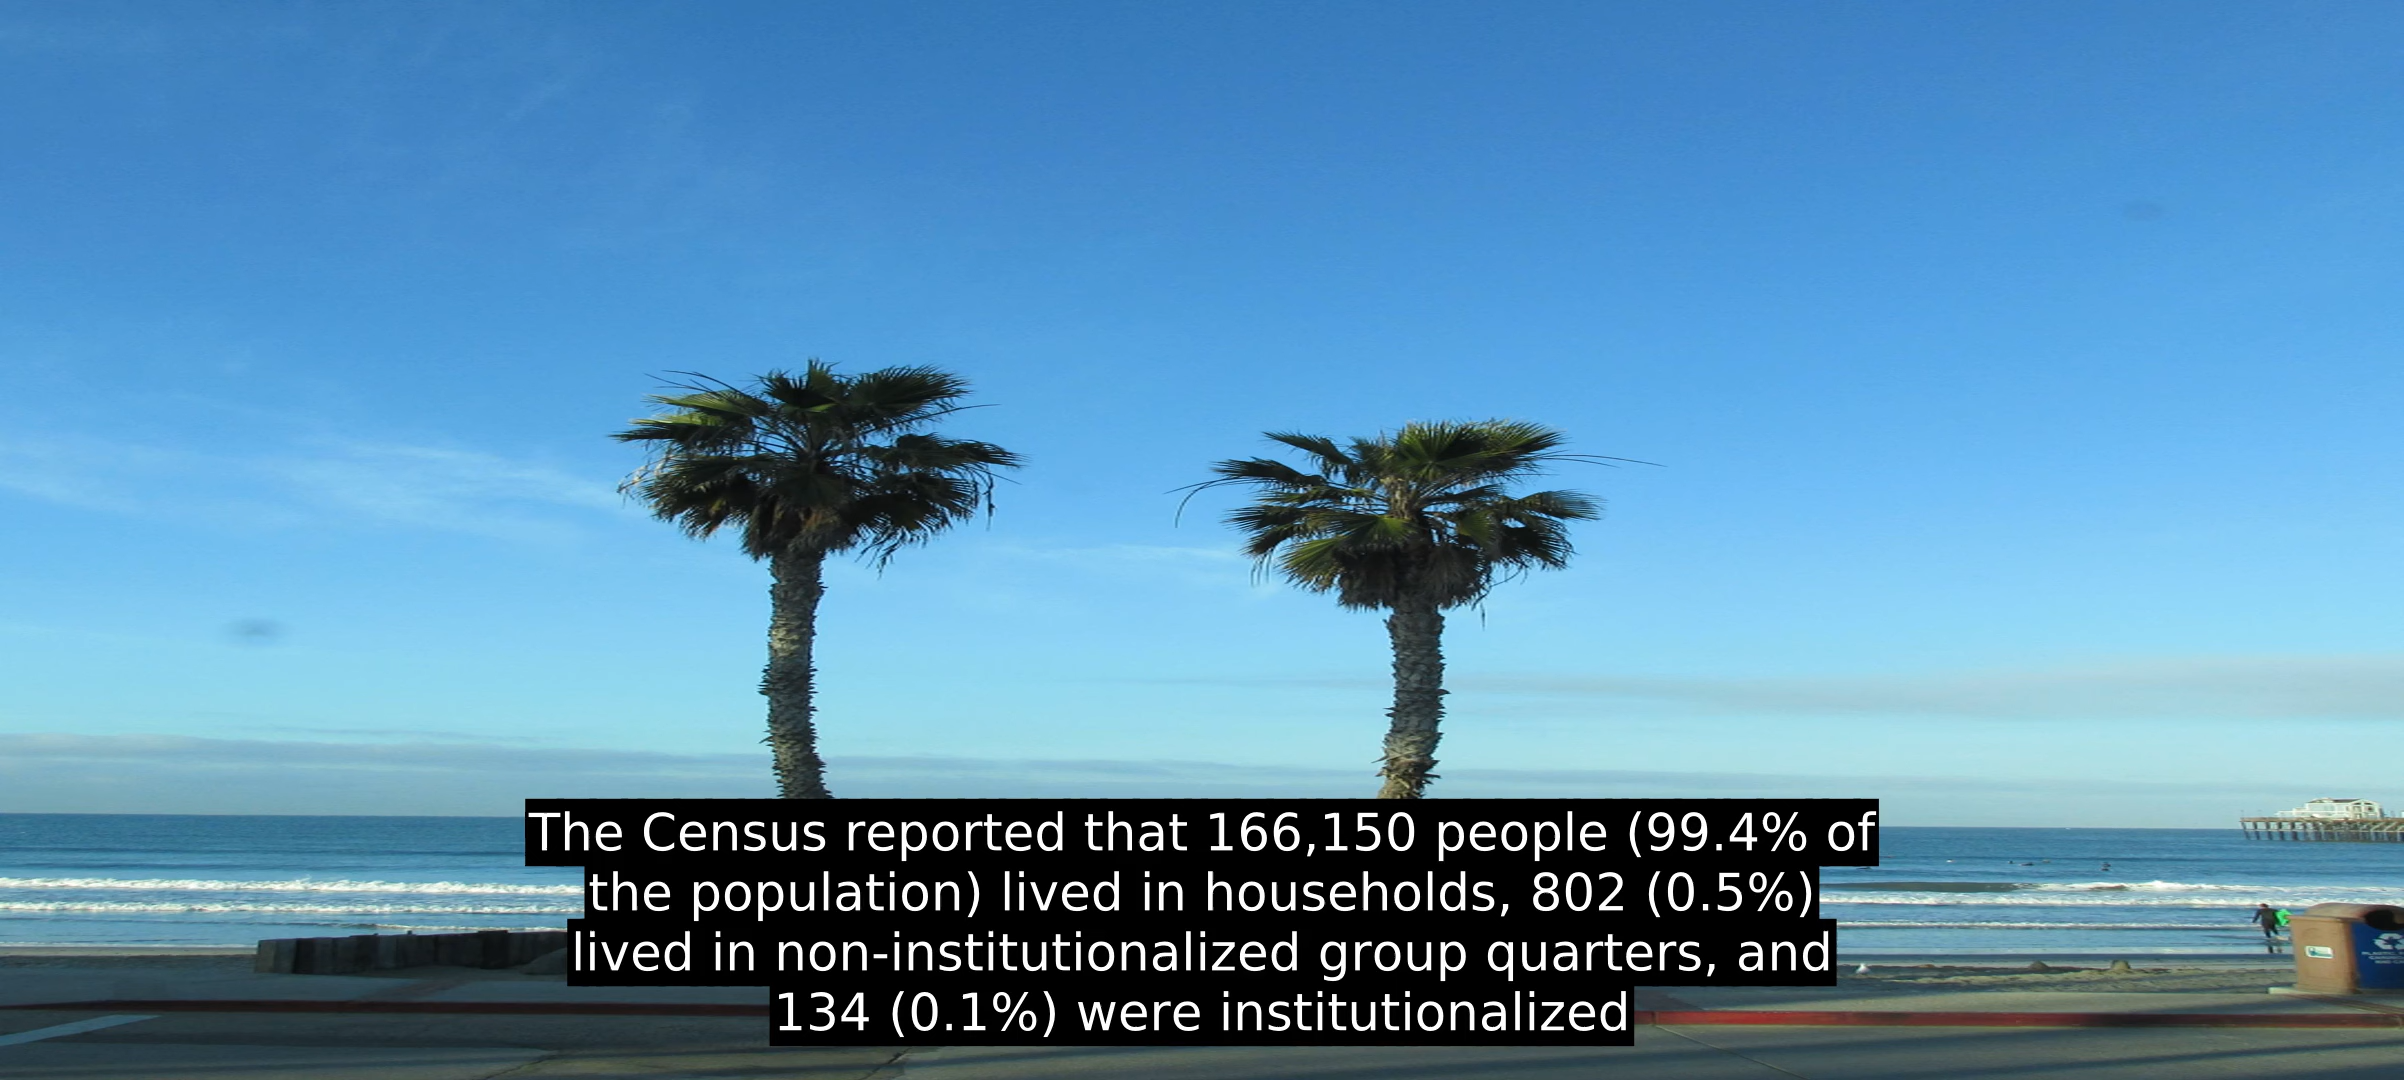 The Census reported that 166,150 people (99.4% of
the population) lived in households, 802 (0.5%)
lived in non-institutionalized group quarters, and
134 (0.1%) were institutionalized